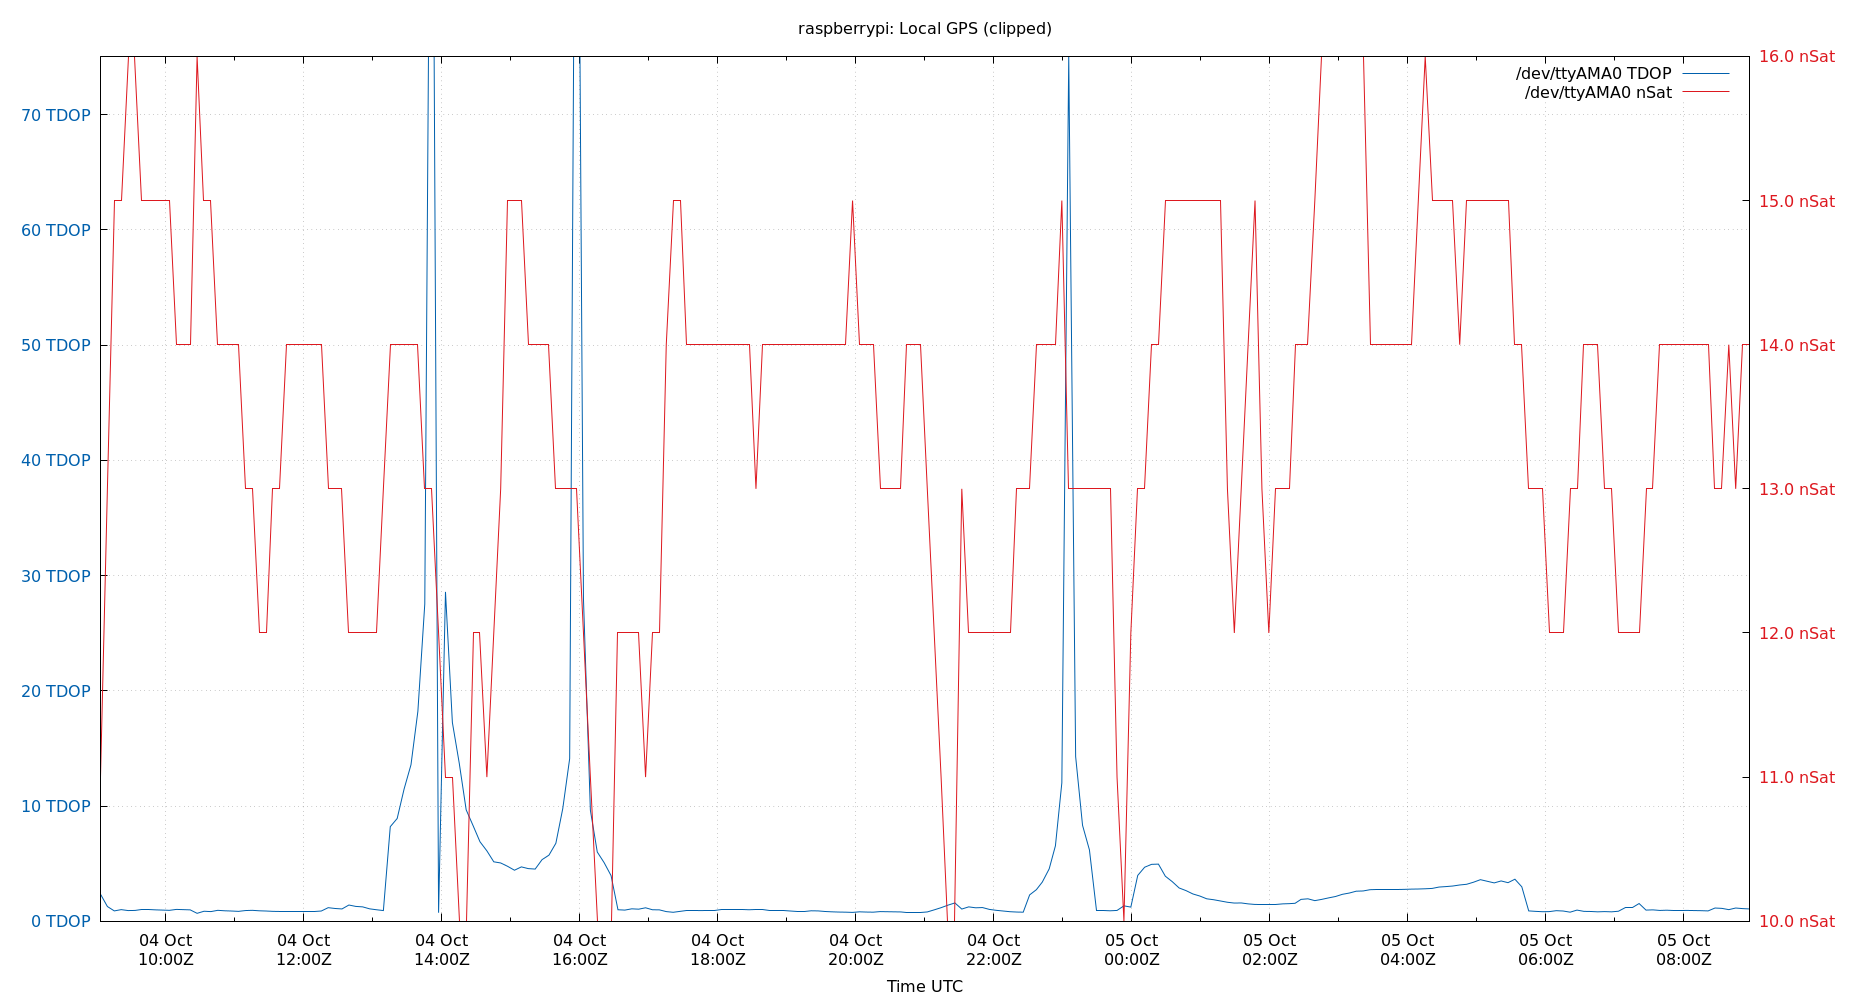 raspberrypi: Local GPS (clipped)
/dev/ttyAMA0 TDOP
/dev/ttyAMA0 nSat
70 TDOP
60 TDOP
50 TDOP
40 TDOP
30 TDOP
20 TDOP
10 TDOP
0 TDOP
16.0 nSat
15.0 nSat
14.0 nSat
13.0 nSat
12.0 nSat
11.0 nSat
10.0 nSat
04 Oct
10:00Z
04 Oct
12:00Z
04 Oct
14:00Z
04 Oct
16:00Z
04 Oct
18:00Z
04 Oct
20:00Z
04 Oct
22:00Z
05 Oct
00:00Z
05 Oct
02:00Z
05 Oct
04:00Z
05 Oct
06:00Z
05 Oct
08:00Z
Time UTC